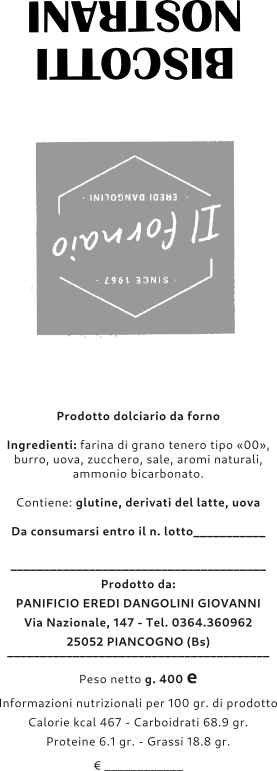 BISCOTTI
NOSTRANI
SINCE 1967
Il fornaio
EREDI DANGOLINI
Prodotto dolciario da forno
Ingredienti: farina di grano tenero tipo «00»,
burro, uova, zucchero, sale, aromi naturali,
ammonio bicarbonato.
Contiene: glutine, derivati del latte, uova
Da consumarsi entro il n. lotto___________
Prodotto da:
PANIFICIO EREDI DANGOLINI GIOVANNI
Via Nazionale, 147 - Tel. 0364.360962
25052 PIANCOGNO (Bs)
Peso netto g. 400 e
Informazioni nutrizionali per 100 gr. di prodotto
Calorie kcal 467 - Carboidrati 68.9 gr.
Proteine 6.1 gr. - Grassi 18.8 gr.
€ ____________